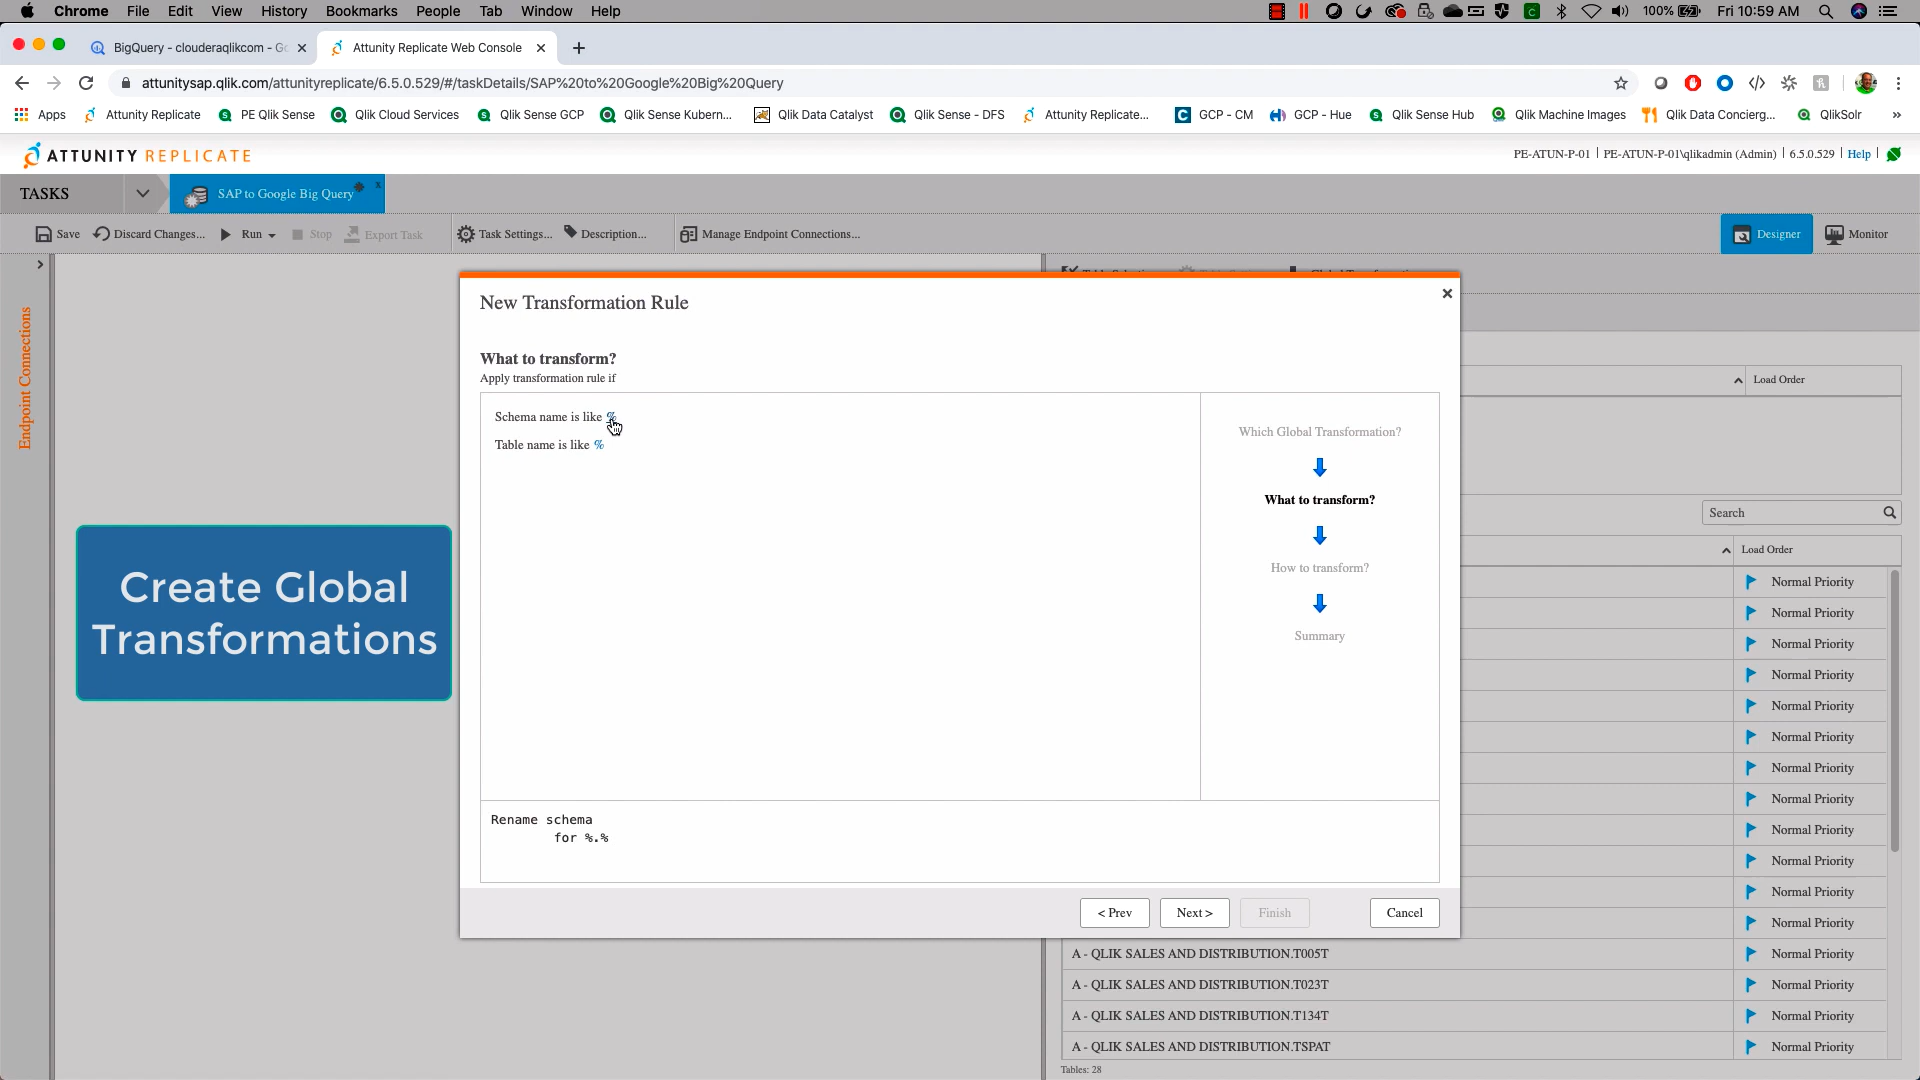 Chrome File Edit View History Bookmarks People Tab Window Help 100% Fri 10:59 AM
BigQuery - clouderaqlikcom - Go
Attunity Replicate Web Console
attunitysap.qlik.com/attunityreplicate/6.5.0.529/#/taskDetails/SAP%20to%20Google%20Big%20Query
Apps Attunity Replicate PE Qlik Sense Qlik Cloud Services Qlik Sense GCP Qlik Sense Kubern... Qlik Data Catalyst Qlik Sense - DFS Attunity Replicate... GCP - CM GCP - Hue Qlik Sense Hub Qlik Machine Images Qlik Data Concierg... QlikSolr »
ATTUNITY REPLICATE
PE-ATUN-P-01 | PE-ATUN-P-01\qlikadmin (Admin) | 6.5.0.529 | Help |
TASKS
SAP to Google Big Query
Save Discard Changes... Run Stop Export Task Task Settings... Description... Manage Endpoint Connections... Designer Monitor
Endpoint Connections
New Transformation Rule
What to transform?
Apply transformation rule if
Schema name is like %
Table name is like %
Which Global Transformation?
What to transform?
How to transform?
Summary
Rename schema
for %.%
< Prev
Next >
Finish
Cancel
Create Global
Transformations
Load Order
Search
Load Order
Normal Priority
Normal Priority
Normal Priority
Normal Priority
Normal Priority
Normal Priority
Normal Priority
Normal Priority
Normal Priority
Normal Priority
Normal Priority
Normal Priority
A - QLIK SALES AND DISTRIBUTION.T005T Normal Priority
A - QLIK SALES AND DISTRIBUTION.T023T Normal Priority
A - QLIK SALES AND DISTRIBUTION.T134T Normal Priority
A - QLIK SALES AND DISTRIBUTION.TSPAT Normal Priority
Tables: 28